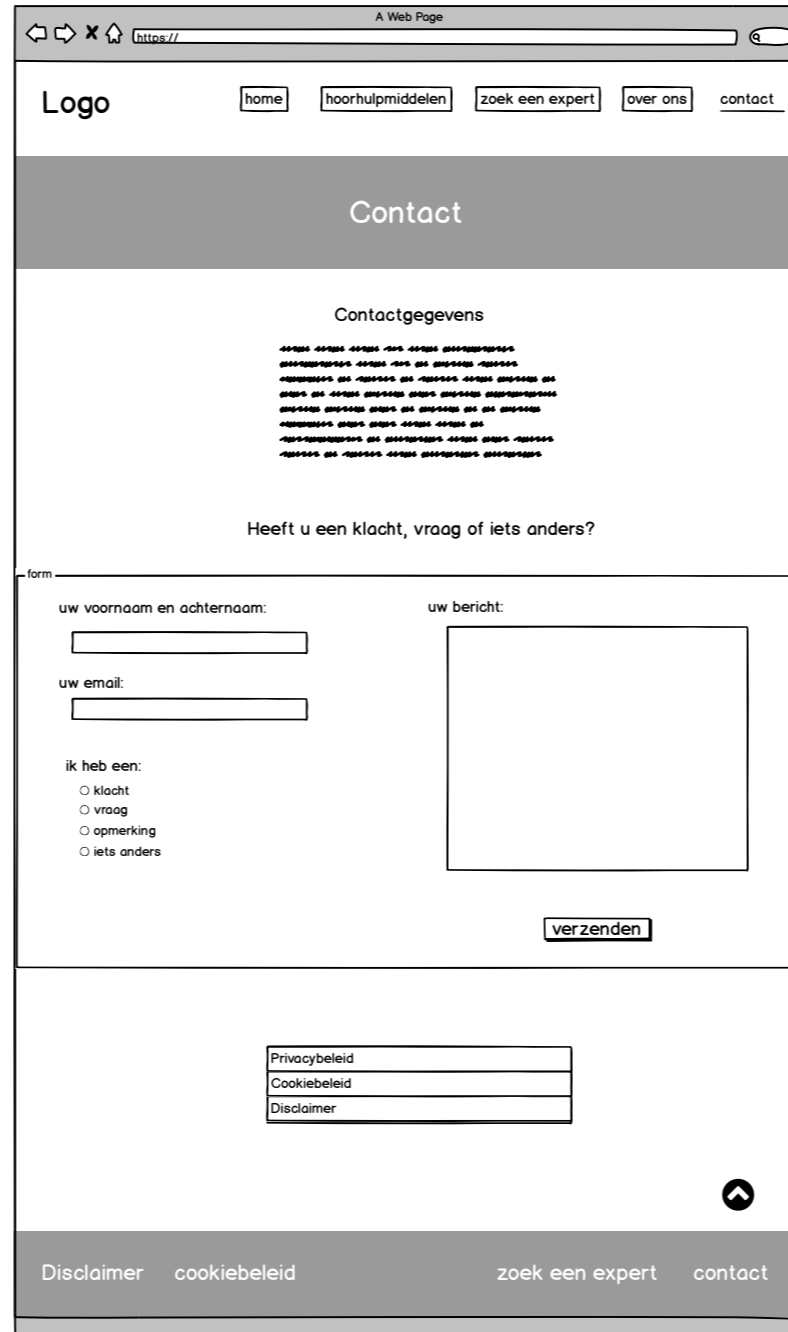 A Web Page
https://
Logo
home hoorhulpmiddelen zoek een expert over ons contact
Contact
Contactgegevens
Heeft u een klacht, vraag of iets anders?
form
uw voornaam en achternaam:
uw bericht:
uw email:
ik heb een:
klacht
vraag
opmerking
iets anders
verzenden
Privacybeleid
Cookiebeleid
Disclaimer
Disclaimer cookiebeleid zoek een expert contact